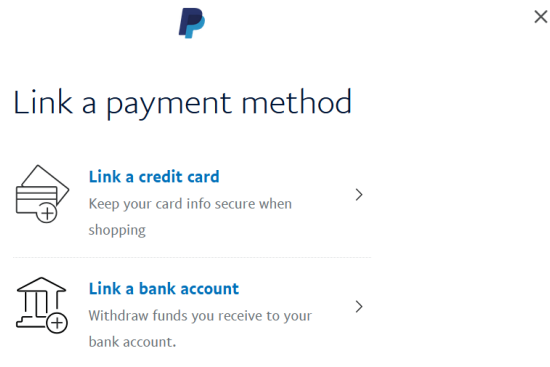 Link a payment method
Link a credit card
Keep your card info secure when
shopping
Link a bank account
Withdraw funds you receive to your
bank account.